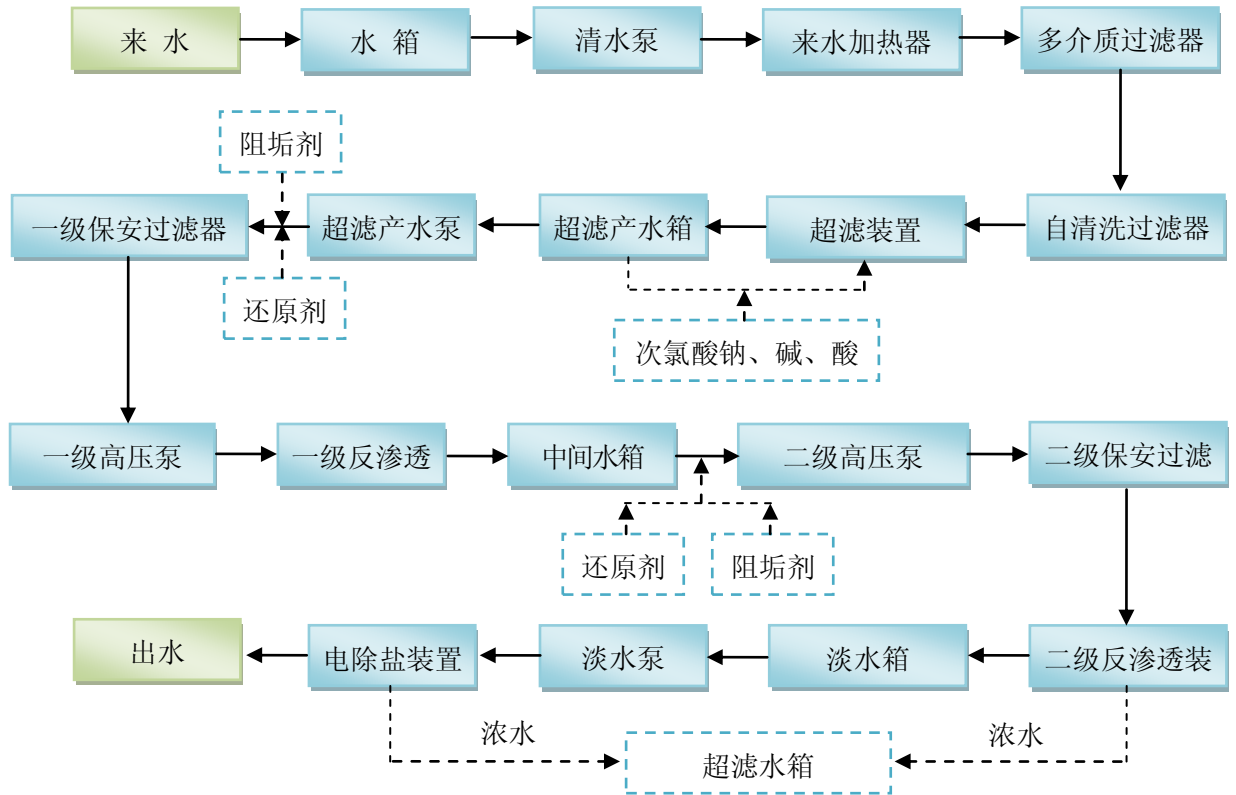 来 水
水 箱
清水泵
来水加热器
多介质过滤器
阻垢剂
一级保安过滤器
超滤产水泵
超滤产水箱
超滤装置
自清洗过滤器
还原剂
次氯酸钠、碱、酸
一级高压泵
一级反渗透
中间水箱
二级高压泵
二级保安过滤
还原剂
阻垢剂
出水
电除盐装置
淡水泵
淡水箱
二级反渗透装
浓水
浓水
超滤水箱